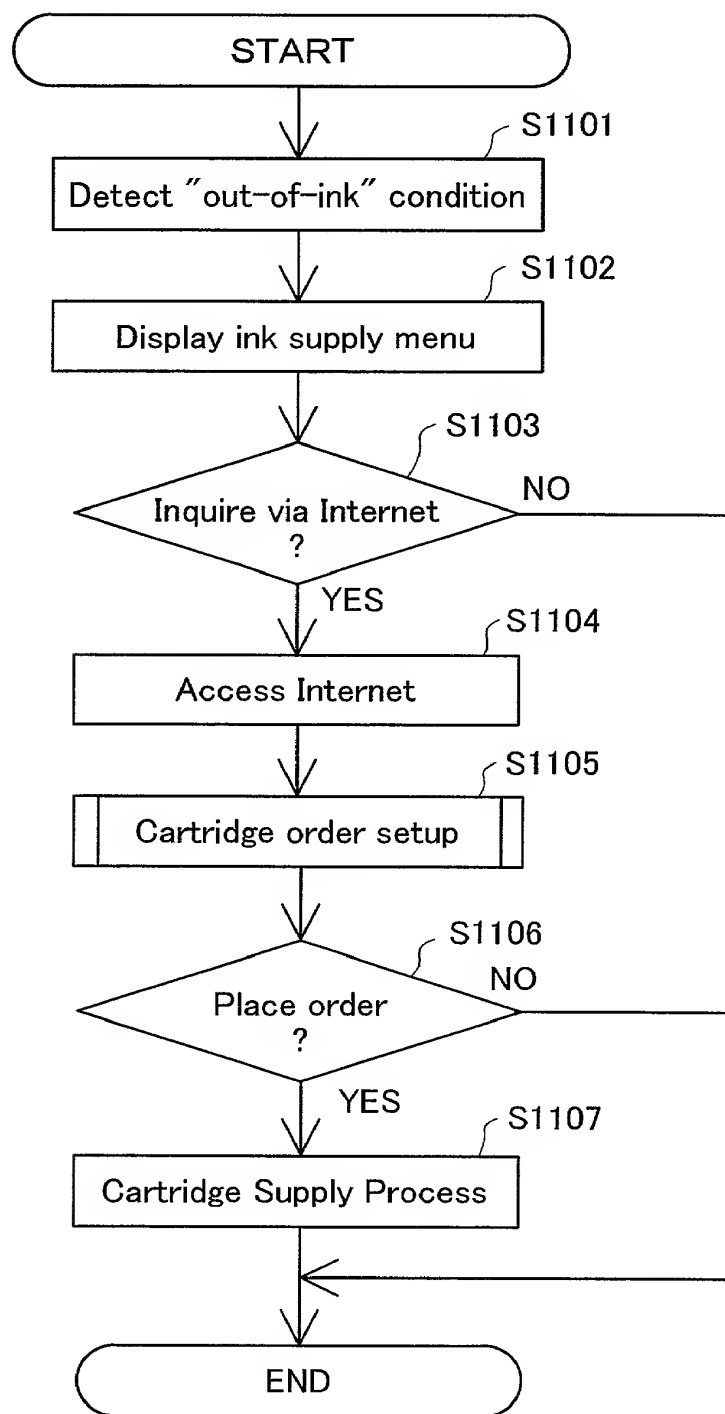 START
S1101
Detect "out-of-ink" condition
S1102
Display ink supply menu
S1103
Inquire via Internet
?
NO
YES
S1104
Access Internet
S1105
Cartridge order setup
S1106
Place order
?
NO
YES
S1107
Cartridge Supply Process
END